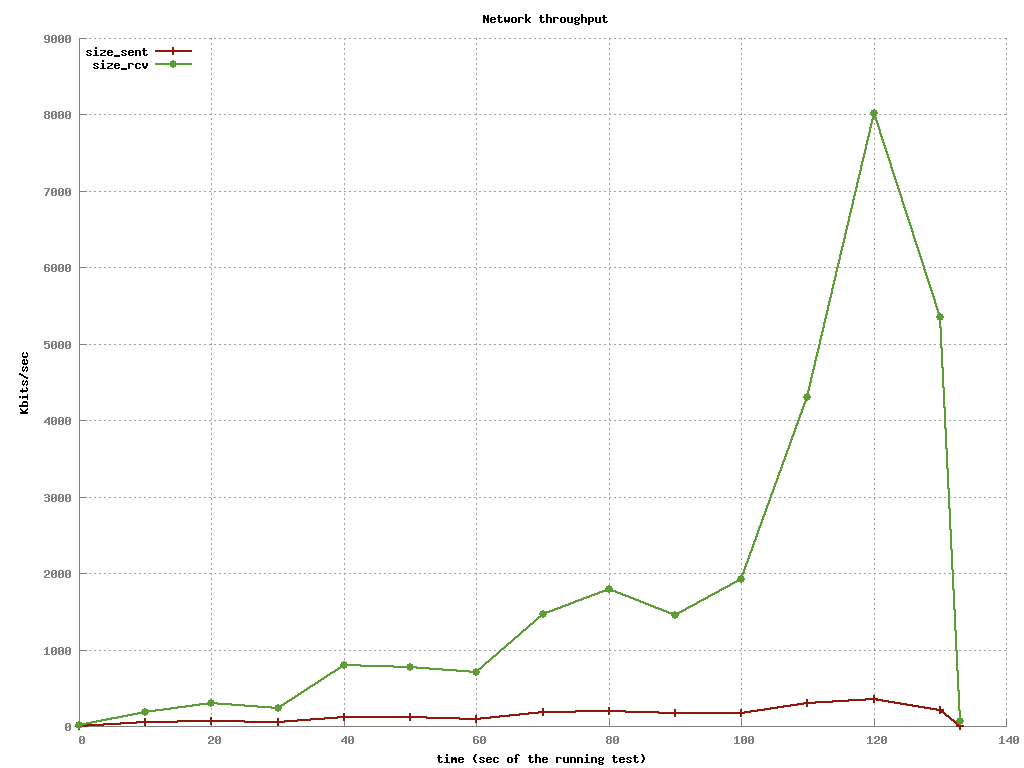 Network throughput
size_sent
size_rcv
9000
8000
7000
6000
5000
4000
3000
2000
1000
0
Kbits/sec
0 20 40 60 80 100 120 140
time (sec of the running test)